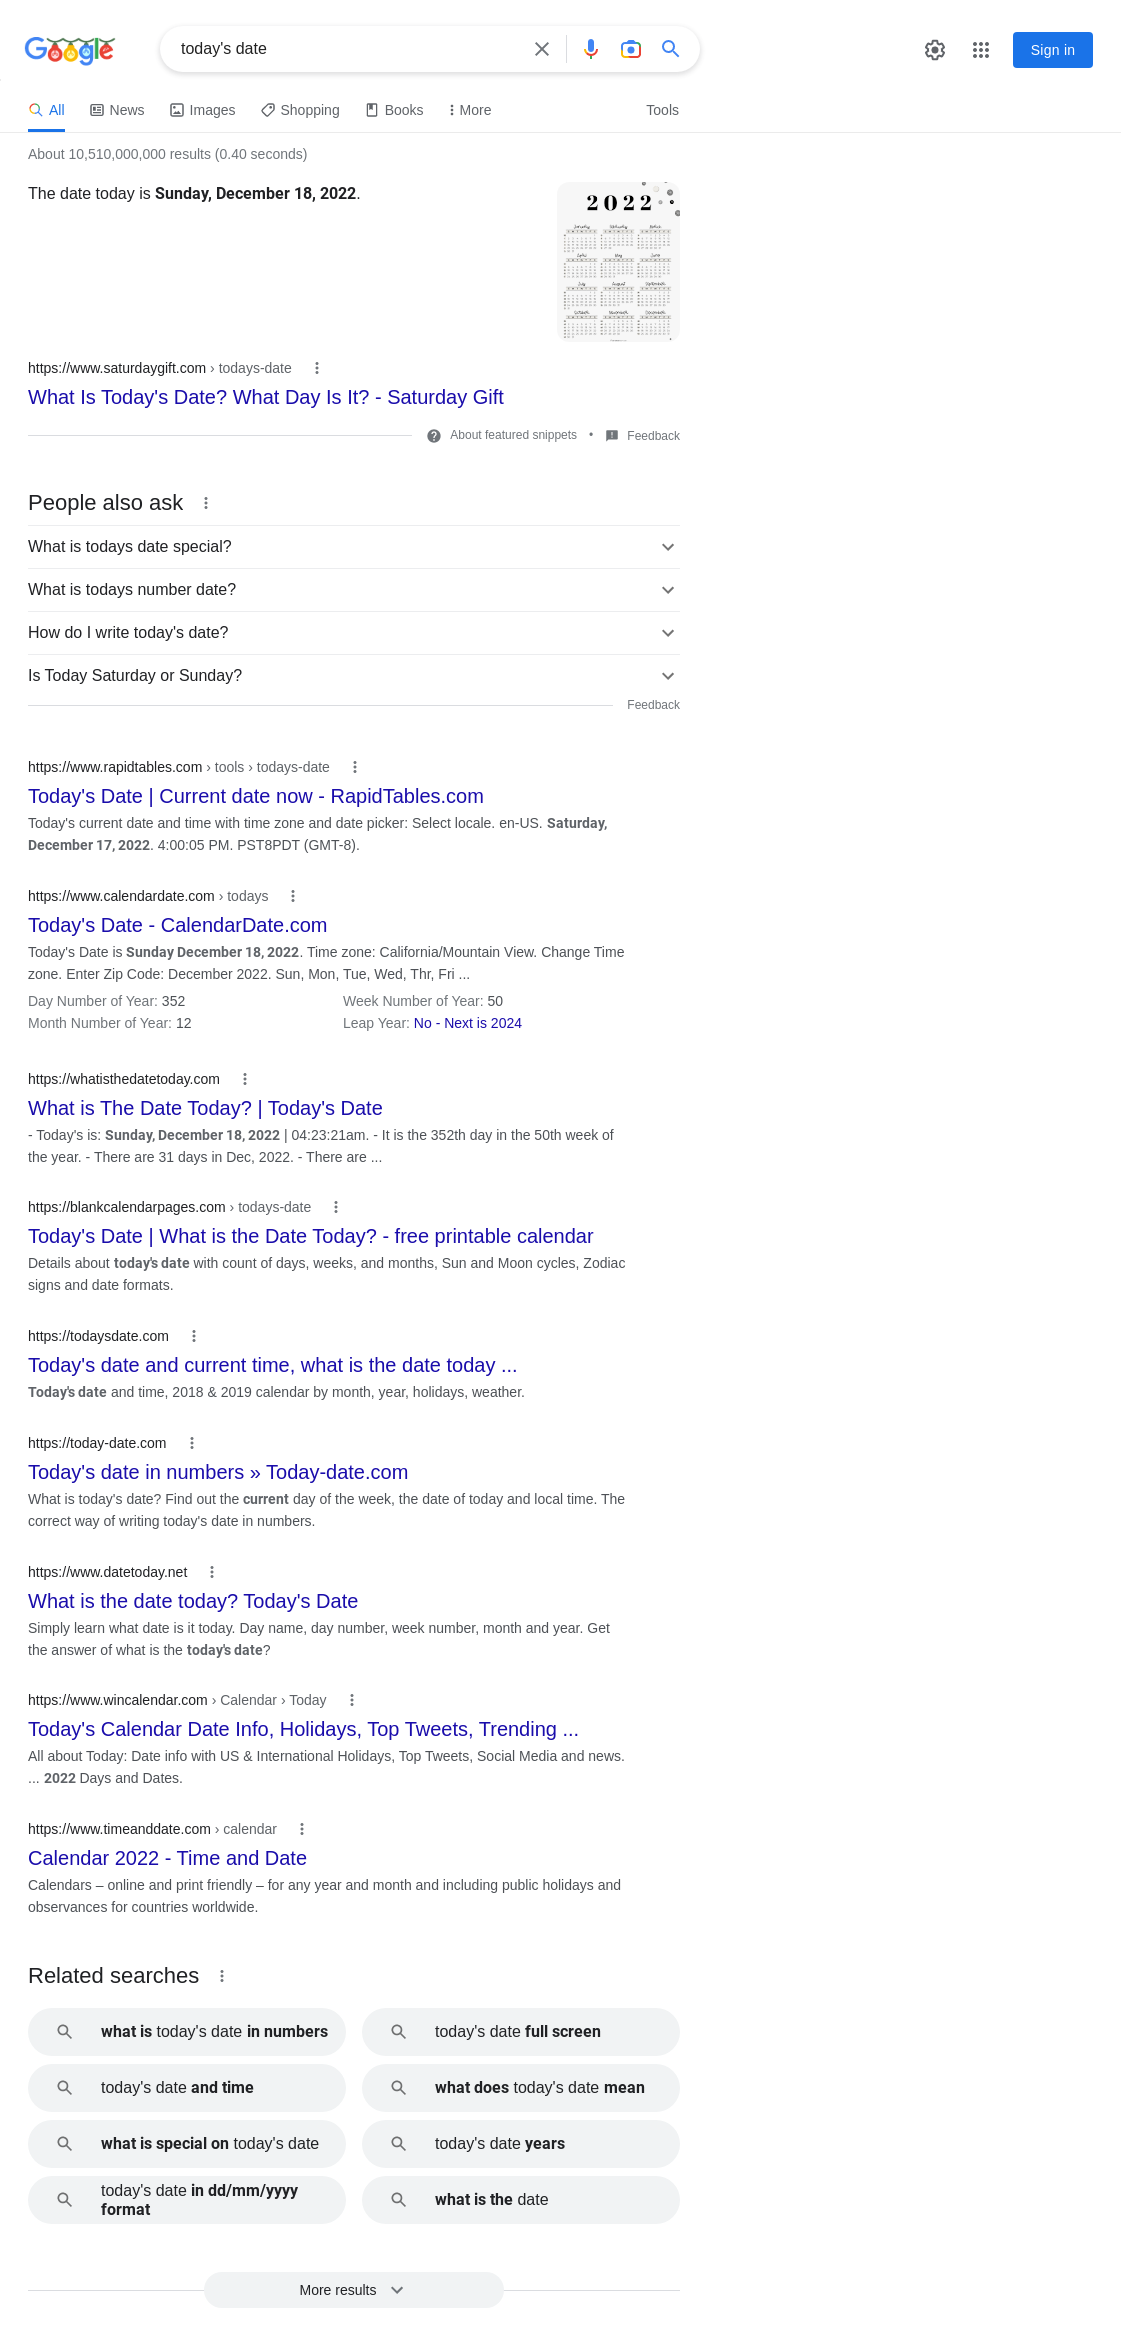 Google
today's date
Sign in
All
News
Images
Shopping
Books
More
Tools
About 10,510,000,000 results (0.40 seconds)
The date today is Sunday, December 18, 2022.
2022
https://www.saturdaygift.com › todays-date
What Is Today's Date? What Day Is It? - Saturday Gift
About featured snippets • Feedback
People also ask
What is todays date special?
What is todays number date?
How do I write today's date?
Is Today Saturday or Sunday?
Feedback
https://www.rapidtables.com › tools › todays-date
Today's Date | Current date now - RapidTables.com
Today's current date and time with time zone and date picker: Select locale. en-US. Saturday,
December 17, 2022. 4:00:05 PM. PST8PDT (GMT-8).
https://www.calendardate.com › todays
Today's Date - CalendarDate.com
Today's Date is Sunday December 18, 2022. Time zone: California/Mountain View. Change Time
zone. Enter Zip Code: December 2022. Sun, Mon, Tue, Wed, Thr, Fri ...
Day Number of Year: 352
Week Number of Year: 50
Month Number of Year: 12
Leap Year: No - Next is 2024
https://whatisthedatetoday.com
What is The Date Today? | Today's Date
- Today's is: Sunday, December 18, 2022 | 04:23:21am. - It is the 352th day in the 50th week of
the year. - There are 31 days in Dec, 2022. - There are ...
https://blankcalendarpages.com › todays-date
Today's Date | What is the Date Today? - free printable calendar
Details about today's date with count of days, weeks, and months, Sun and Moon cycles, Zodiac
signs and date formats.
https://todaysdate.com
Today's date and current time, what is the date today ...
Today's date and time, 2018 & 2019 calendar by month, year, holidays, weather.
https://today-date.com
Today's date in numbers » Today-date.com
What is today's date? Find out the current day of the week, the date of today and local time. The
correct way of writing today's date in numbers.
https://www.datetoday.net
What is the date today? Today's Date
Simply learn what date is it today. Day name, day number, week number, month and year. Get
the answer of what is the today's date?
https://www.wincalendar.com › Calendar › Today
Today's Calendar Date Info, Holidays, Top Tweets, Trending ...
All about Today: Date info with US & International Holidays, Top Tweets, Social Media and news.
... 2022 Days and Dates.
https://www.timeanddate.com › calendar
Calendar 2022 - Time and Date
Calendars – online and print friendly – for any year and month and including public holidays and
observances for countries worldwide.
Related searches
what is today's date in numbers
today's date full screen
today's date and time
what does today's date mean
what is special on today's date
today's date years
today's date in dd/mm/yyyy
format
what is the date
More results